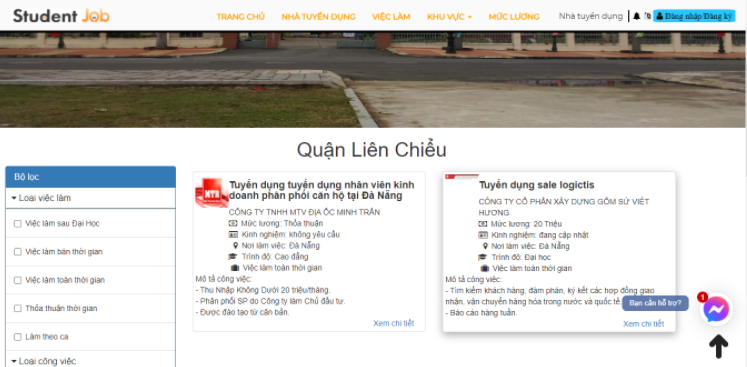 Student Job
TRANG CHỦ NHÀ TUYỂN DỤNG VIỆC LÀM KHU VỰC MỨC LƯƠNG Nhà tuyển dụng Đăng nhập/Đăng ký
Quận Liên Chiểu
Bộ lọc
Loại việc làm
Việc làm sau Đại Học
Việc làm bán thời gian
Việc làm toàn thời gian
Thỏa thuận thời gian
Làm theo ca
Loại công việc
MTR
Tuyển dụng tuyển dụng nhân viên kinh
doanh phân phối căn hộ tại Đà Nẵng
CÔNG TY TNHH MTV ĐỊA ỐC MINH TRẦN
Mức lương: Thỏa thuận
Kinh nghiệm: không yêu cầu
Nơi làm việc: Đà Nẵng
Trình độ: Cao đẳng
Việc làm toàn thời gian
Mô tả công việc:
- Thu Nhập Không Dưới 20 triệu/tháng.
- Phân phối SP do Công ty làm Chủ đầu tư.
- Được đào tạo từ căn bản.
Xem chi tiết
Tuyển dụng sale logictis
CÔNG TY CỔ PHẦN XÂY DỰNG GỐM SỨ VIỆT
HƯƠNG
Mức lương: 20 Triệu
Kinh nghiệm: đang cập nhật
Nơi làm việc: Đà Nẵng
Trình độ: Đại học
Việc làm toàn thời gian
Mô tả công việc:
- Tìm kiếm khách hàng, đàm phán, ký kết các hợp đồng giao
nhận, vận chuyển hàng hóa trong nước và quốc tế
- Báo cáo hàng tuần.
Xem chi tiết
Bạn cần hỗ trợ?
1